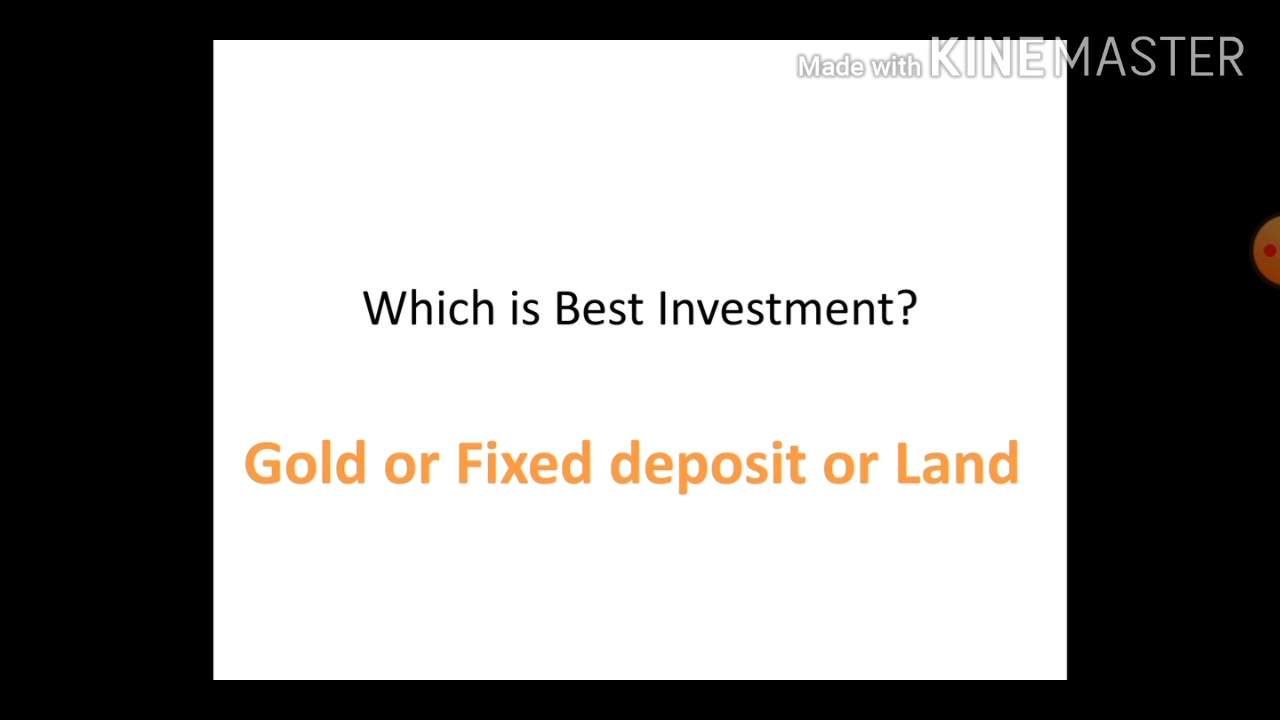 Made with KINEMASTER
Which is Best Investment?
Gold or Fixed deposit or Land